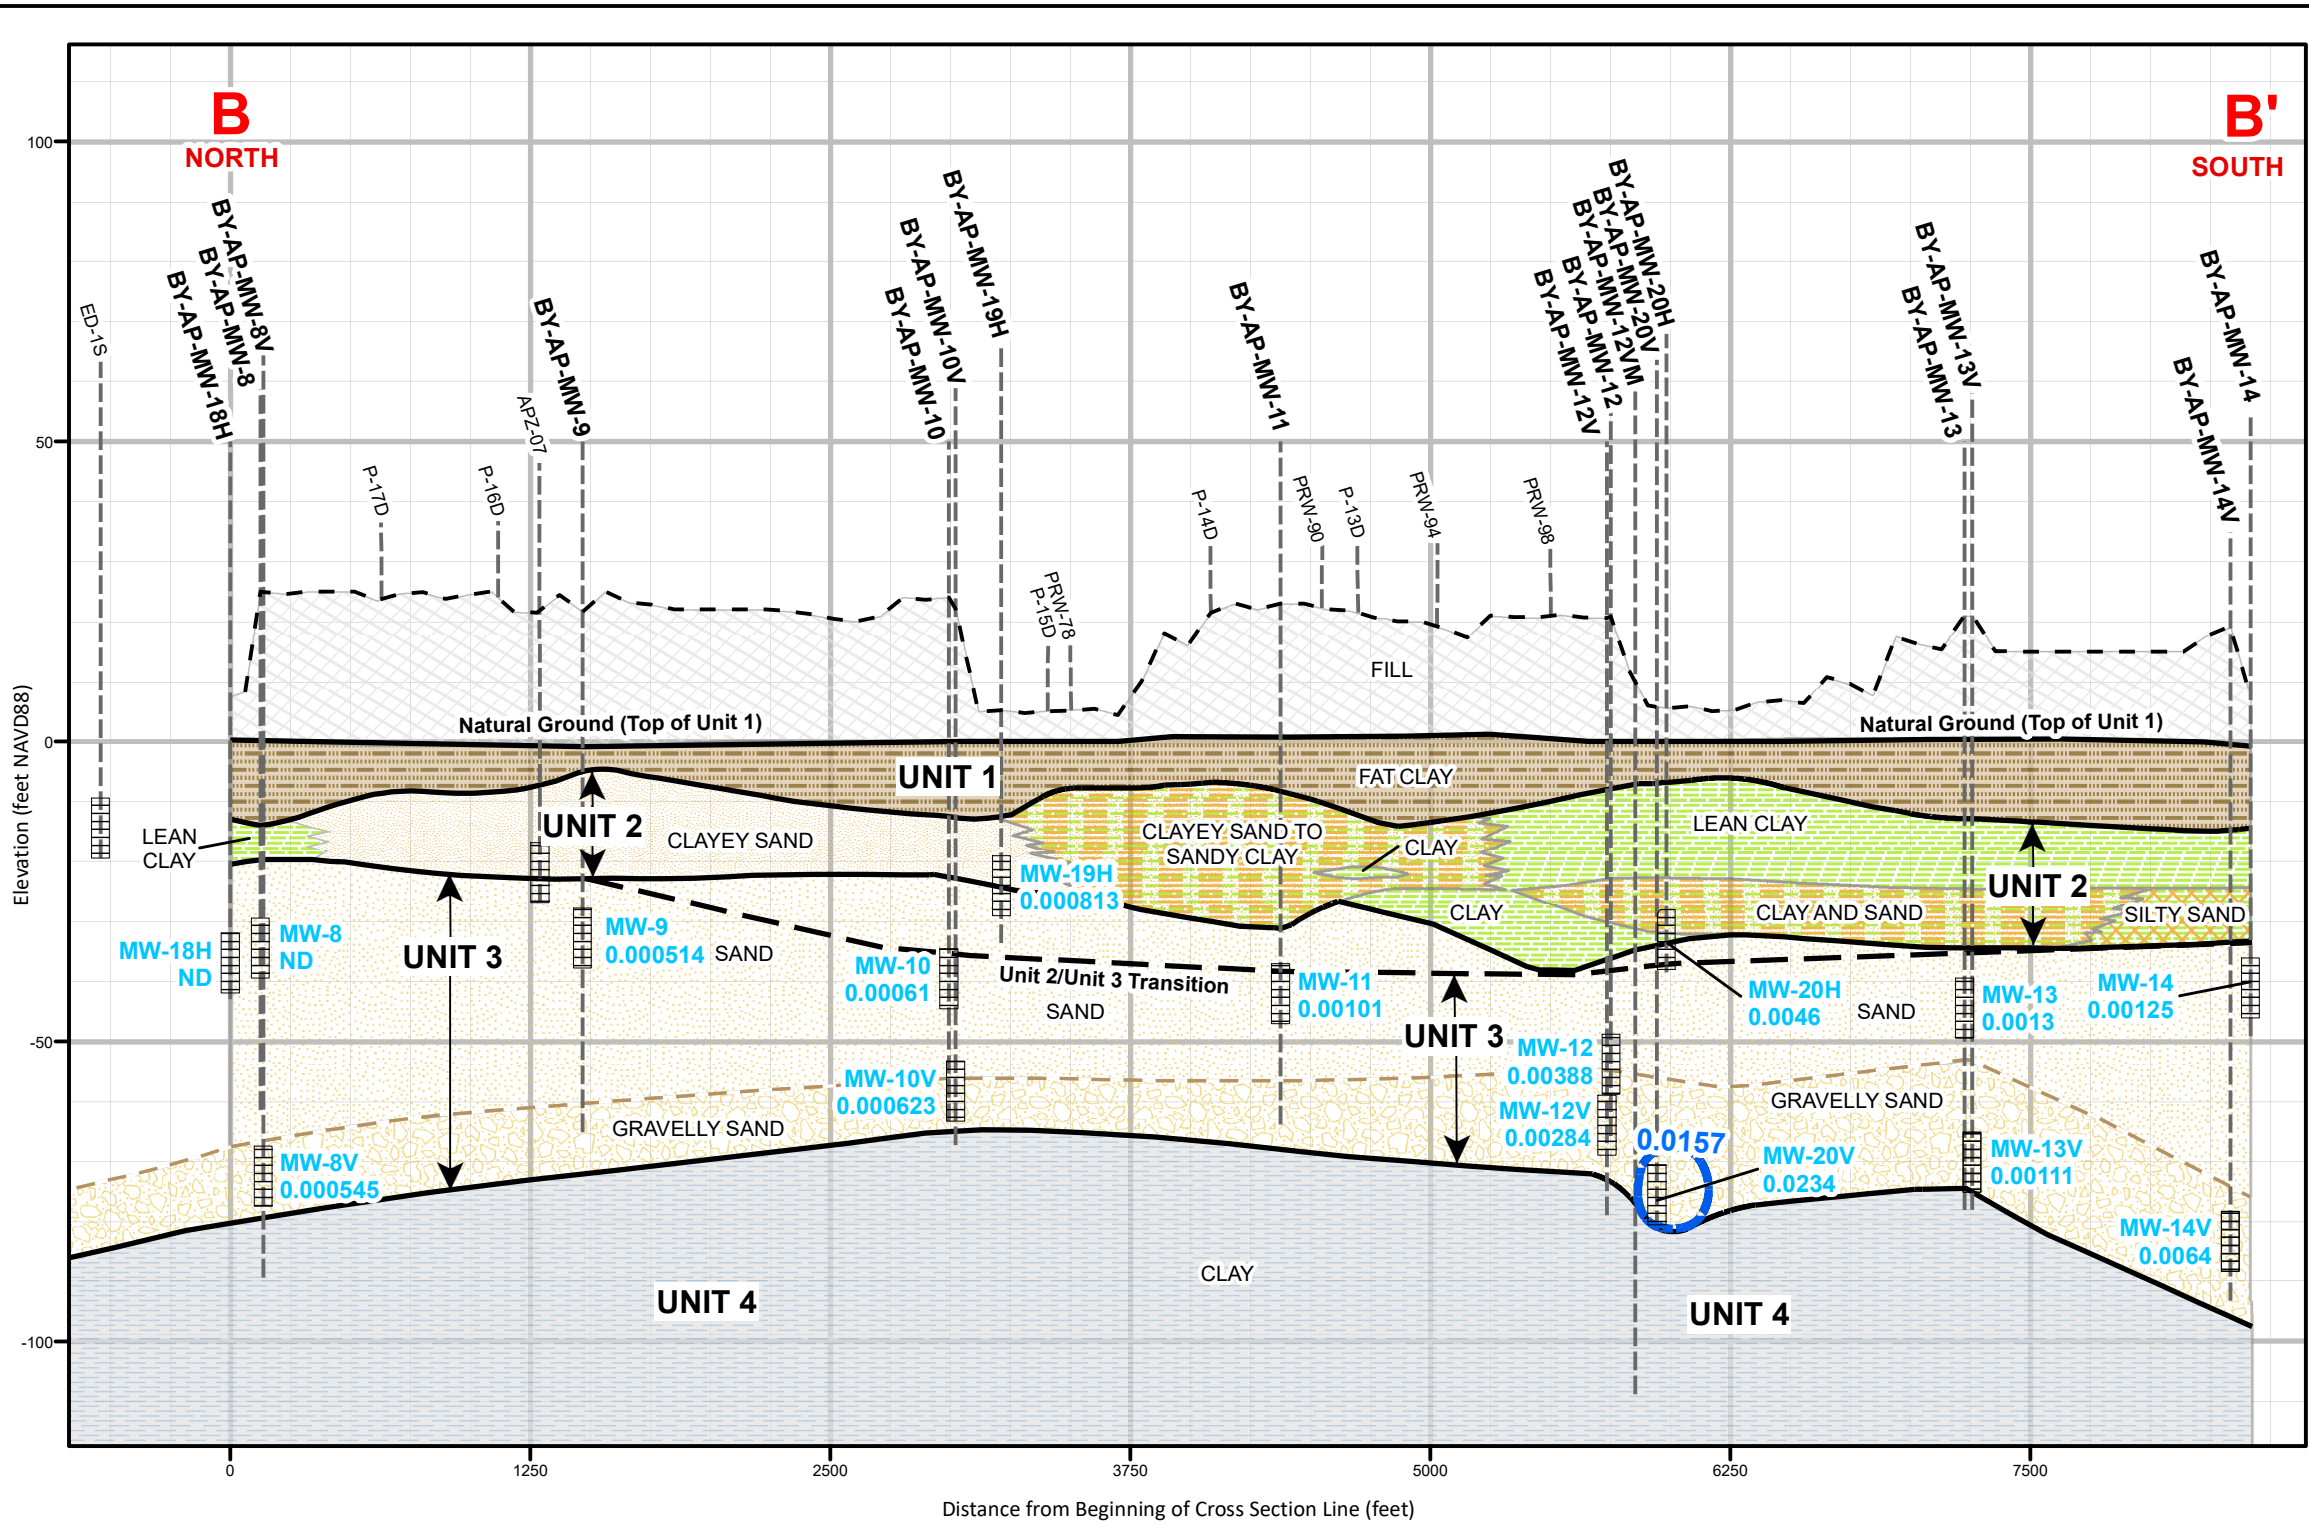 B
NORTH
B'
SOUTH
100
50
0
-50
-100
Elevation (feet NAVD88)
ED-1S
BY-AP-MW-18H
BY-AP-MW-8
BY-AP-MW-8V
P-17D
P-16D
APZ-07
BY-AP-MW-9
BY-AP-MW-10
BY-AP-MW-10V
BY-AP-MW-19H
P-15D
PRW-78
P-14D
BY-AP-MW-11
PRW-90
P-13D
PRW-94
PRW-98
BY-AP-MW-12V
BY-AP-MW-12
BY-AP-MW-12VM
BY-AP-MW-20V
BY-AP-MW-20H
BY-AP-MW-13
BY-AP-MW-13V
BY-AP-MW-14V
BY-AP-MW-14
FILL
Natural Ground (Top of Unit 1)
Natural Ground (Top of Unit 1)
UNIT 1
FAT CLAY
LEAN
CLAY
UNIT 2
CLAYEY SAND
CLAYEY SAND TO
SANDY CLAY
CLAY
LEAN CLAY
UNIT 2
CLAY
CLAY AND SAND
SILTY SAND
MW-19H
0.000813
MW-18H
ND
MW-8
ND
UNIT 3
MW-9
0.000514
SAND
MW-10
0.00061
Unit 2/Unit 3 Transition
SAND
MW-11
0.00101
UNIT 3
MW-20H
0.0046
SAND
MW-13
0.0013
MW-14
0.00125
MW-12
0.00388
MW-10V
0.000623
MW-12V
0.00284
GRAVELLY SAND
GRAVELLY SAND
0.0157
MW-20V
0.0234
MW-13V
0.00111
MW-8V
0.000545
MW-14V
0.0064
CLAY
UNIT 4
UNIT 4
0
1250
2500
3750
5000
6250
7500
Distance from Beginning of Cross Section Line (feet)